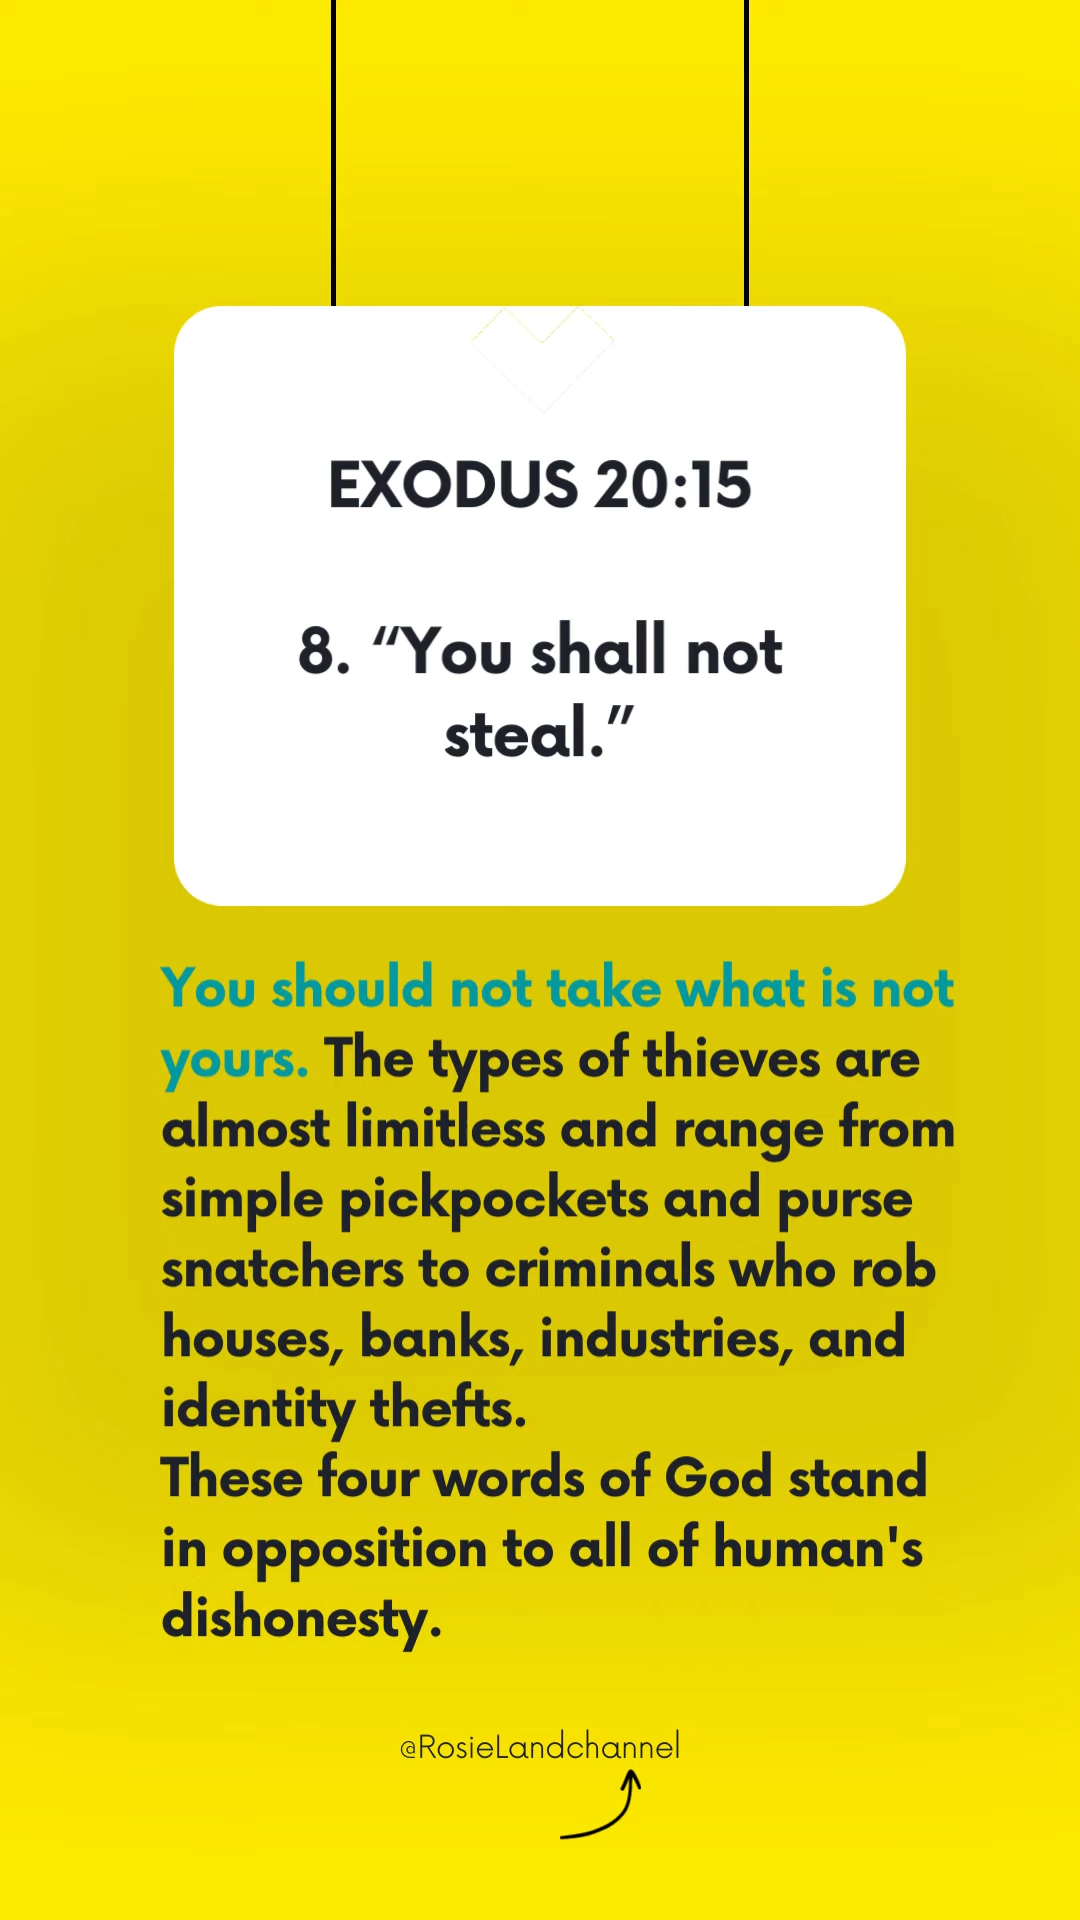 EXODUS 20:15
8. “You shall not
steal.”
You should not take what is not
yours. The types of thieves are
almost limitless and range from
simple pickpockets and purse
snatchers to criminals who rob
houses, banks, industries, and
identity thefts.
These four words of God stand
in opposition to all of human's
dishonesty.
@RosieLandchannel